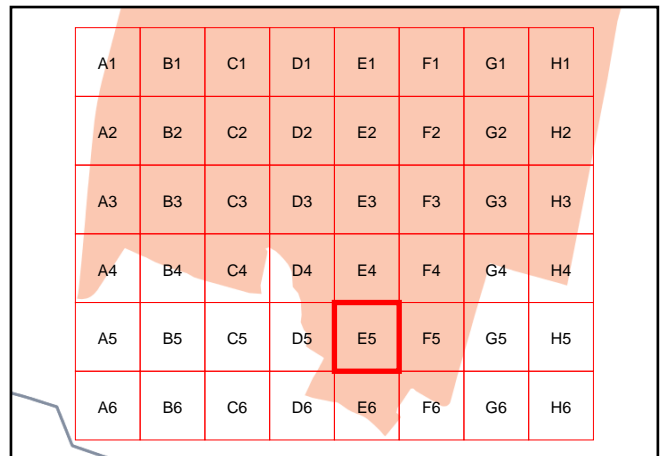 A1 B1 C1 D1 E1 F1 G1 H1
A2 B2 C2 D2 E2 F2 G2 H2
A3 B3 C3 D3 E3 F3 G3 H3
A4 B4 C4 D4 E4 F4 G4 H4
A5 B5 C5 D5 E5 F5 G5 H5
A6 B6 C6 D6 E6 F6 G6 H6